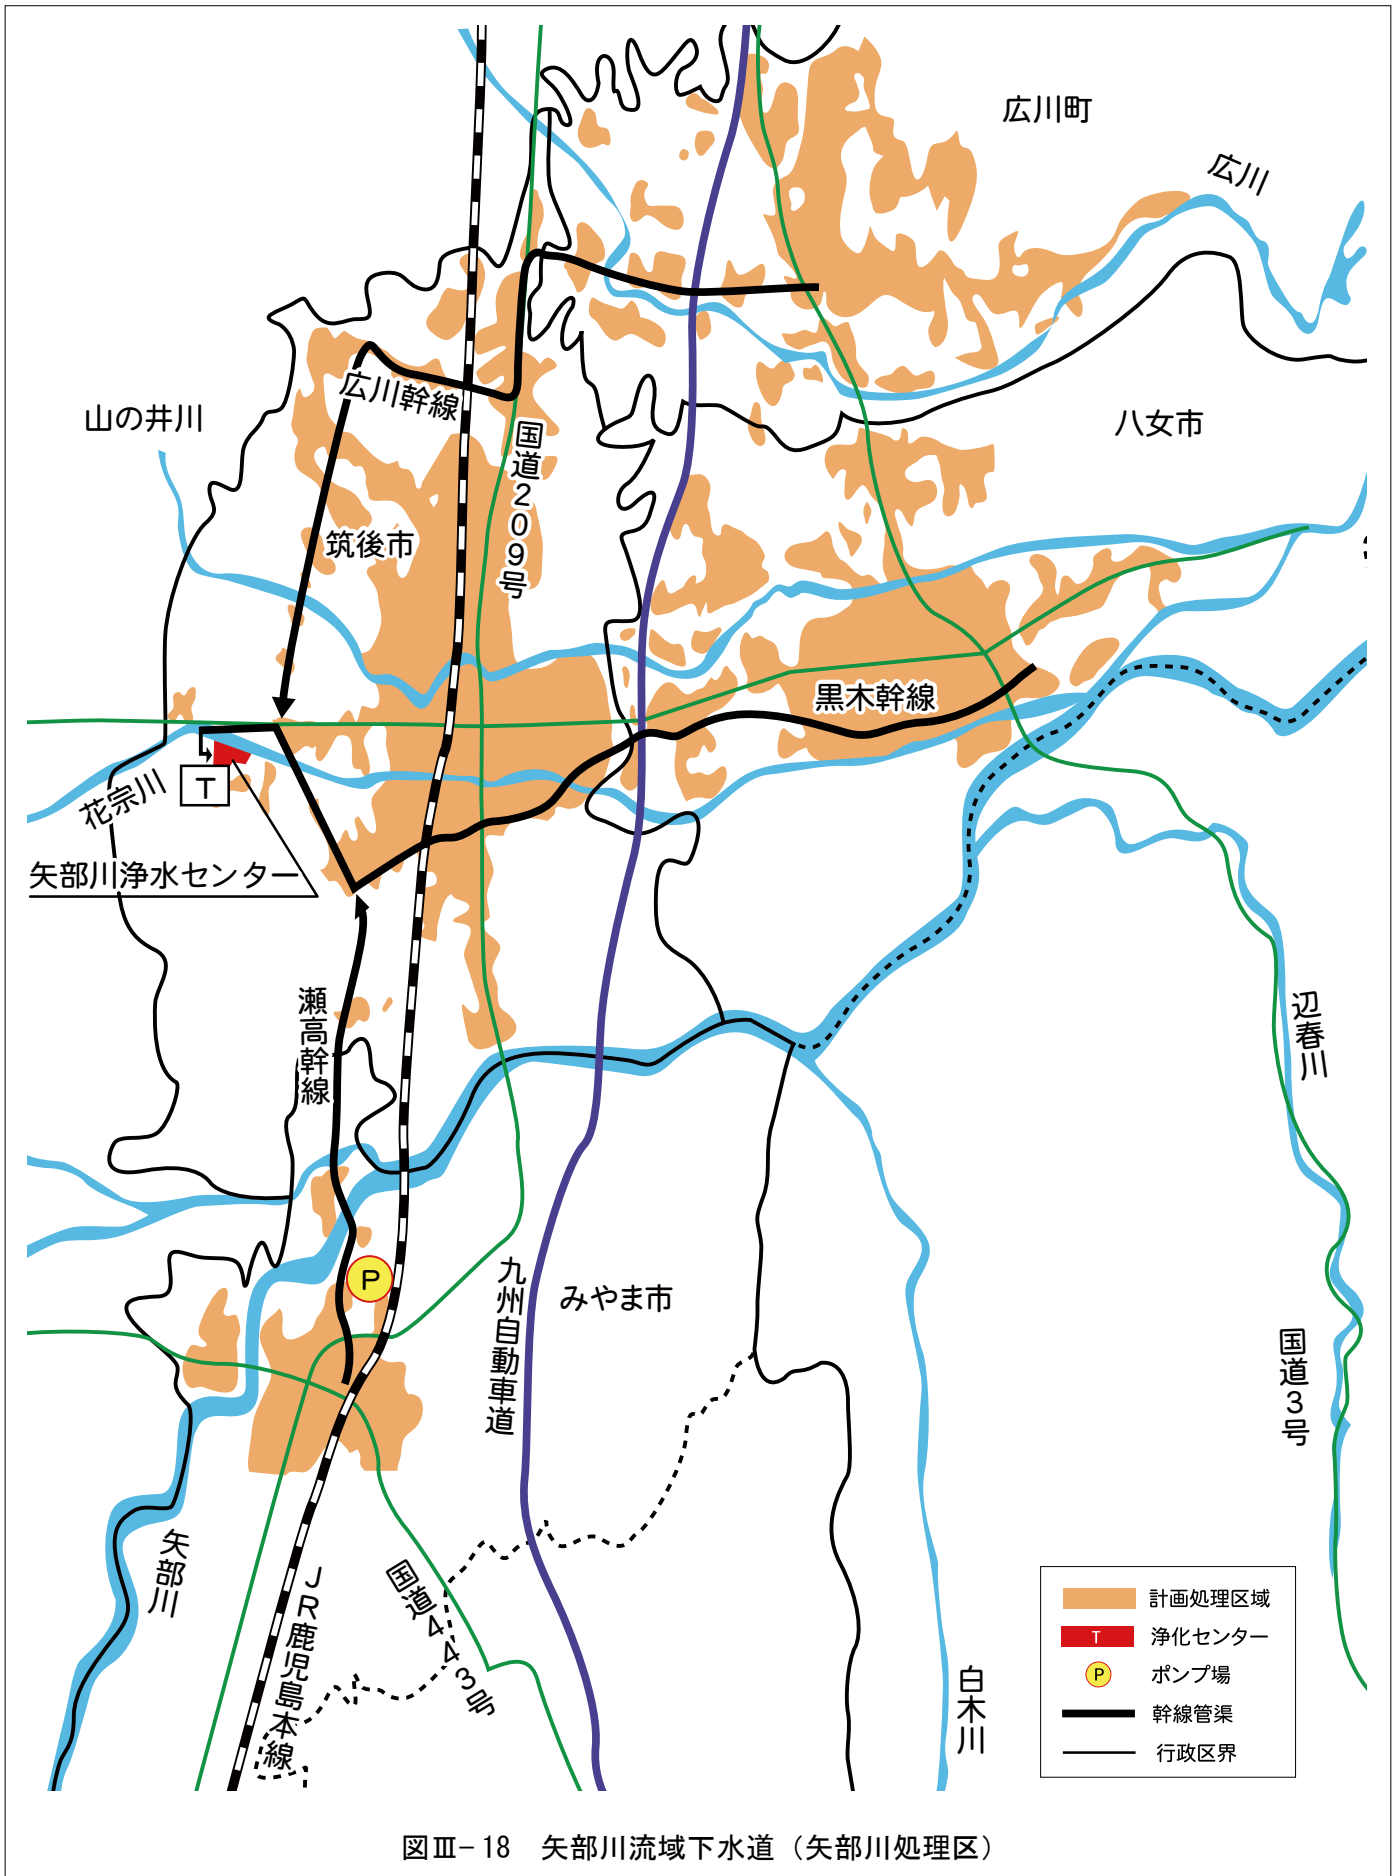 広川町
広川
山の井川
広川幹線
国道209号
八女市
筑後市
黒木幹線
花宗川
T
矢部川浄水センター
瀬高幹線
辺春川
P
九州自動車道
みやま市
国道3号
矢部川
JR鹿児島本線
国道443号
白木川
計画処理区域
T 浄化センター
P ポンプ場
幹線管渠
行政区界
図Ⅲ-18 矢部川流域下水道(矢部川処理区)